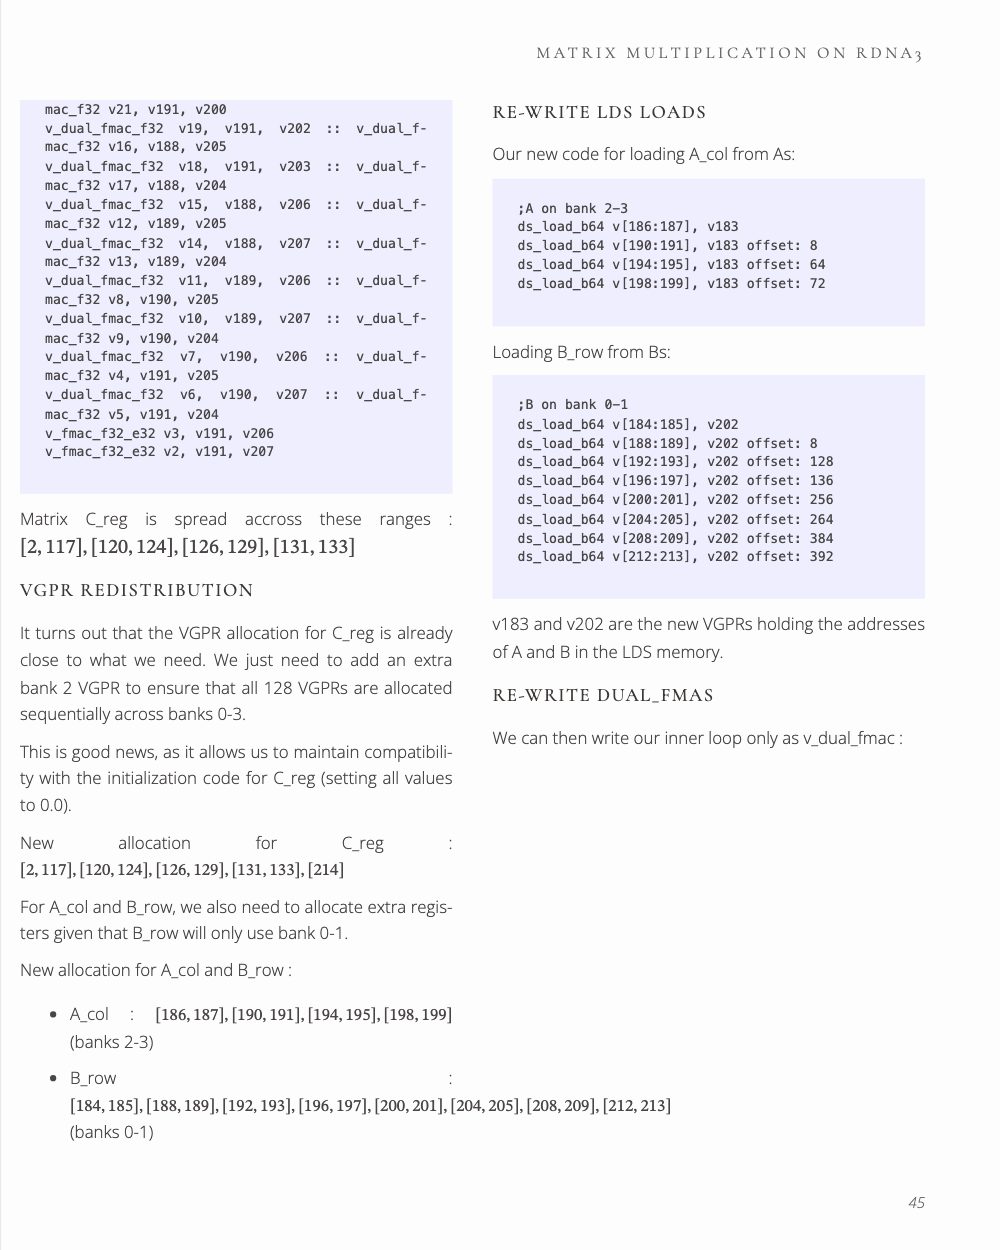 MATRIX MULTIPLICATION ON RDNA3
mac_f32 v21, v191, v200
v_dual_fmac_f32 v19, v191, v202 :: v_dual_f-
mac_f32 v16, v188, v205
v_dual_fmac_f32 v18, v191, v203 :: v_dual_f-
mac_f32 v17, v188, v204
v_dual_fmac_f32 v15, v188, v206 :: v_dual_f-
mac_f32 v12, v189, v205
v_dual_fmac_f32 v14, v188, v207 :: v_dual_f-
mac_f32 v13, v189, v204
v_dual_fmac_f32 v11, v189, v206 :: v_dual_f-
mac_f32 v8, v190, v205
v_dual_fmac_f32 v10, v189, v207 :: v_dual_f-
mac_f32 v9, v190, v204
v_dual_fmac_f32 v7, v190, v206 :: v_dual_f-
mac_f32 v4, v191, v205
v_dual_fmac_f32 v6, v190, v207 :: v_dual_f-
mac_f32 v5, v191, v204
v_fmac_f32_e32 v3, v191, v206
v_fmac_f32_e32 v2, v191, v207
Matrix C_reg is spread accross these ranges :
[2, 117], [120, 124], [126, 129], [131, 133]
VGPR REDISTRIBUTION
It turns out that the VGPR allocation for C_reg is already
close to what we need. We just need to add an extra
bank 2 VGPR to ensure that all 128 VGPRs are allocated
sequentially across banks 0-3.
This is good news, as it allows us to maintain compatibili-
ty with the initialization code for C_reg (setting all values
to 0.0).
New allocation for C_reg :
[2, 117], [120, 124], [126, 129], [131, 133], [214]
For A_col and B_row, we also need to allocate extra regis-
ters given that B_row will only use bank 0-1.
New allocation for A_col and B_row :
• A_col : [186, 187], [190, 191], [194, 195], [198, 199]
(banks 2-3)
• B_row :
[184, 185], [188, 189], [192, 193], [196, 197], [200, 201], [204, 205], [208, 209], [212, 213]
(banks 0-1)
RE-WRITE LDS LOADS
Our new code for loading A_col from As:
;A on bank 2-3
ds_load_b64 v[186:187], v183
ds_load_b64 v[190:191], v183 offset: 8
ds_load_b64 v[194:195], v183 offset: 64
ds_load_b64 v[198:199], v183 offset: 72
Loading B_row from Bs:
;B on bank 0-1
ds_load_b64 v[184:185], v202
ds_load_b64 v[188:189], v202 offset: 8
ds_load_b64 v[192:193], v202 offset: 128
ds_load_b64 v[196:197], v202 offset: 136
ds_load_b64 v[200:201], v202 offset: 256
ds_load_b64 v[204:205], v202 offset: 264
ds_load_b64 v[208:209], v202 offset: 384
ds_load_b64 v[212:213], v202 offset: 392
v183 and v202 are the new VGPRs holding the addresses
of A and B in the LDS memory.
RE-WRITE DUAL_FMAS
We can then write our inner loop only as v_dual_fmac :
45